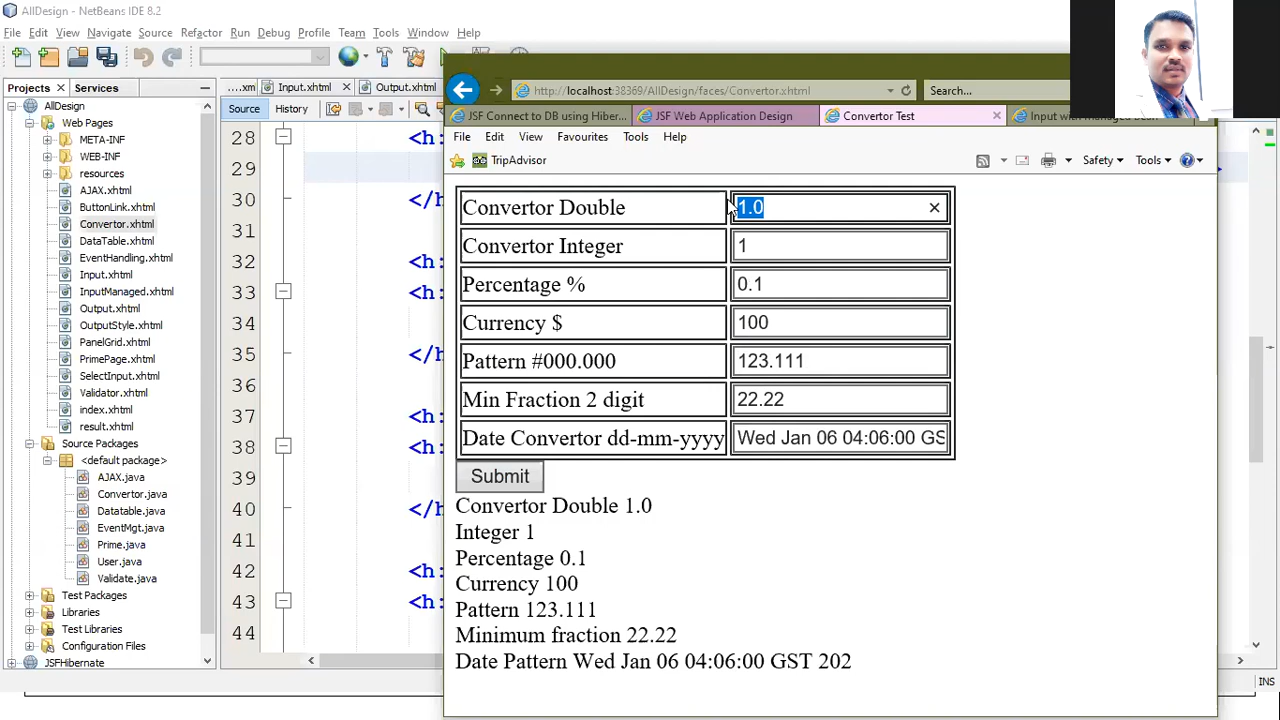 AllDesign - NetBeans IDE 8.2
File Edit View Navigate Source Refactor Run Debug Profile Team Tools Window Help
Projects Services
....xm Input.xhtml Output.xhtml
Source History
AllDesign
Web Pages
META-INF
WEB-INF
resources
AJAX.xhtml
ButtonLink.xhtml
Convertor.xhtml
DataTable.xhtml
EventHandling.xhtml
Input.xhtml
InputManaged.xhtml
Output.xhtml
OutputStyle.xhtml
PanelGrid.xhtml
PrimePage.xhtml
SelectInput.xhtml
Validator.xhtml
index.xhtml
result.xhtml
Source Packages
<default package>
AJAX.java
Convertor.java
Datatable.java
EventMgt.java
Prime.java
User.java
Validate.java
Test Packages
Libraries
Test Libraries
Configuration Files
JSFHibernate
28 <h:
29
30 </h
31
32 <h:
33 <h:
34
35 </h
36
37 <h:
38 <h:
39
40 </h
41
42 <h:
43 <h:
44
http://localhost:38369/AllDesign/faces/Convertor.xhtml Search...
JSF Connect to DB using Hiber... JSF Web Application Design Convertor Test Input with managed bean
File Edit View Favourites Tools Help
TripAdvisor Safety Tools
Convertor Double 1.0
Convertor Integer 1
Percentage % 0.1
Currency $ 100
Pattern #000.000 123.111
Min Fraction 2 digit 22.22
Date Convertor dd-mm-yyyy Wed Jan 06 04:06:00 GS
Submit
Convertor Double 1.0
Integer 1
Percentage 0.1
Currency 100
Pattern 123.111
Minimum fraction 22.22
Date Pattern Wed Jan 06 04:06:00 GST 202
INS